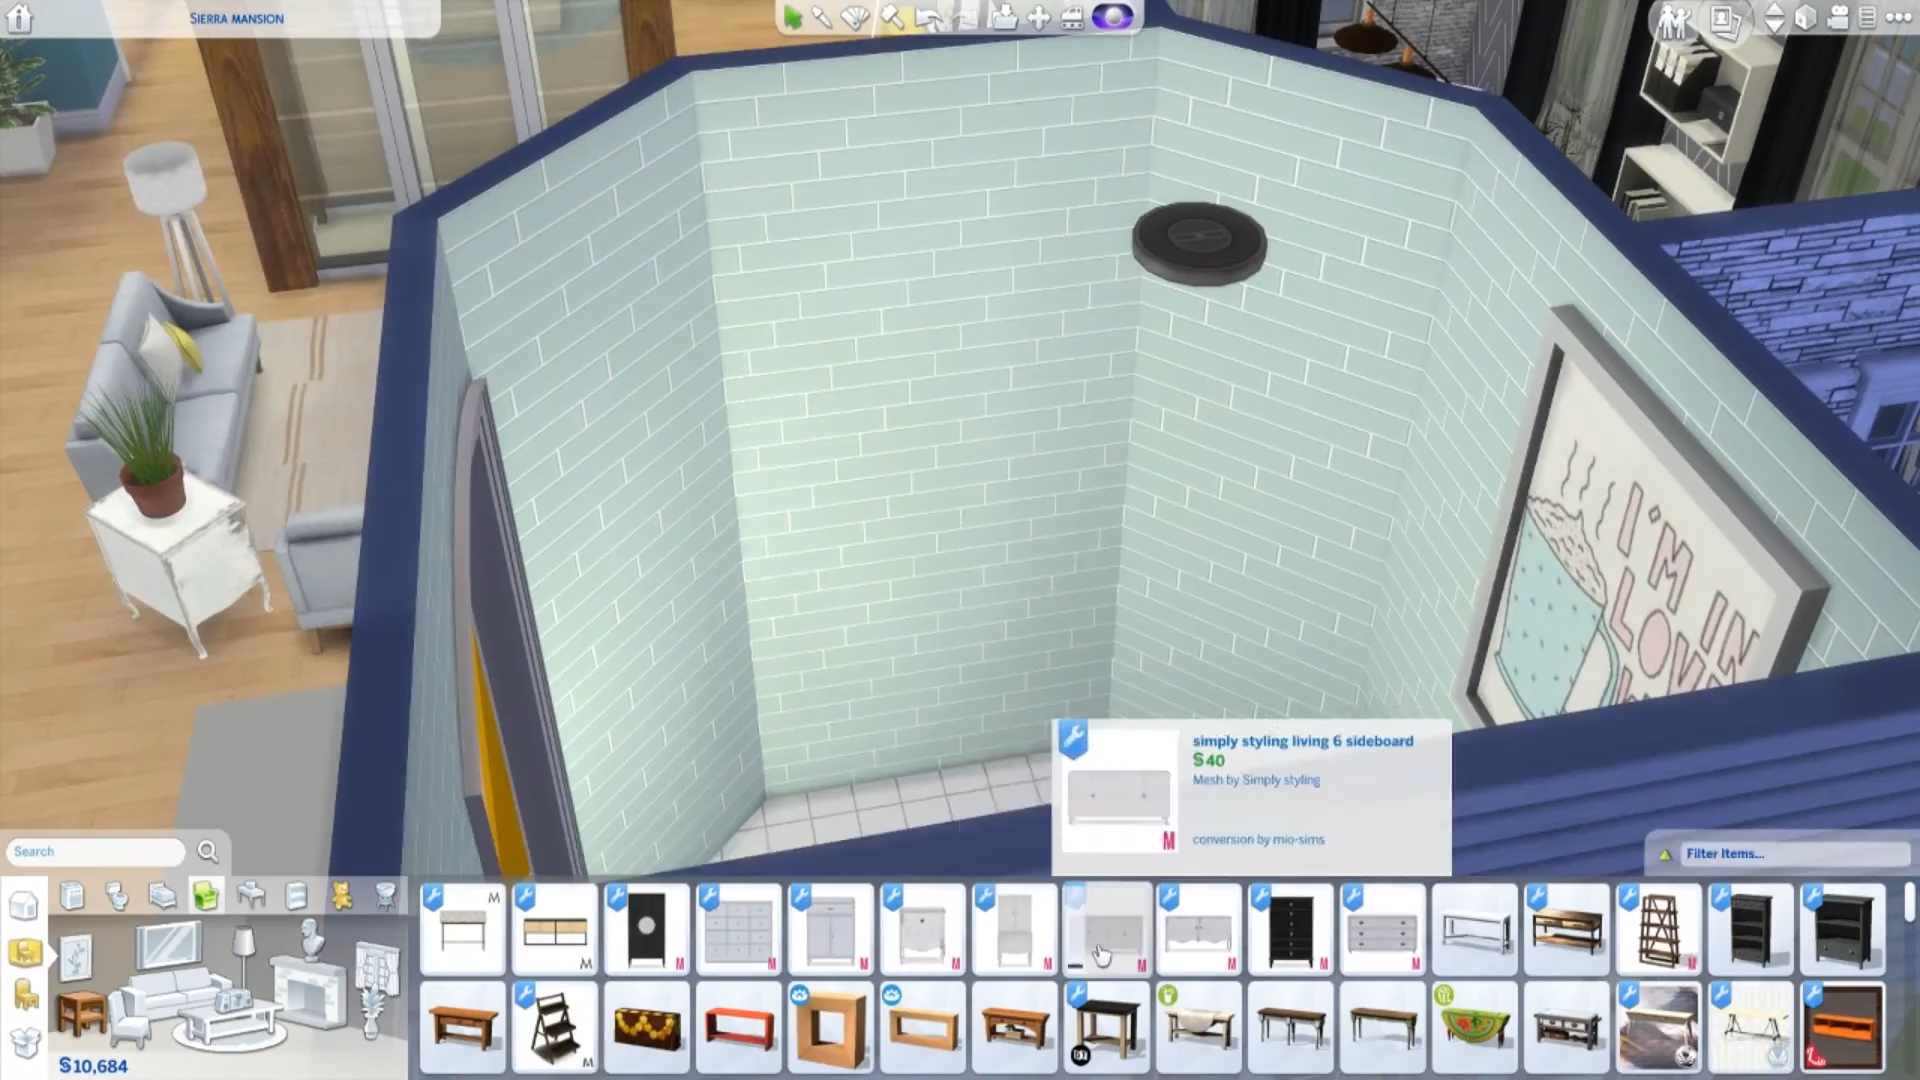 SIERRA MANSION
I'M IN
LOVE
simply styling living 6 sideboard
§40
Mesh by Simply styling
conversion by mio-sims
Search
Filter Items...
§10,684